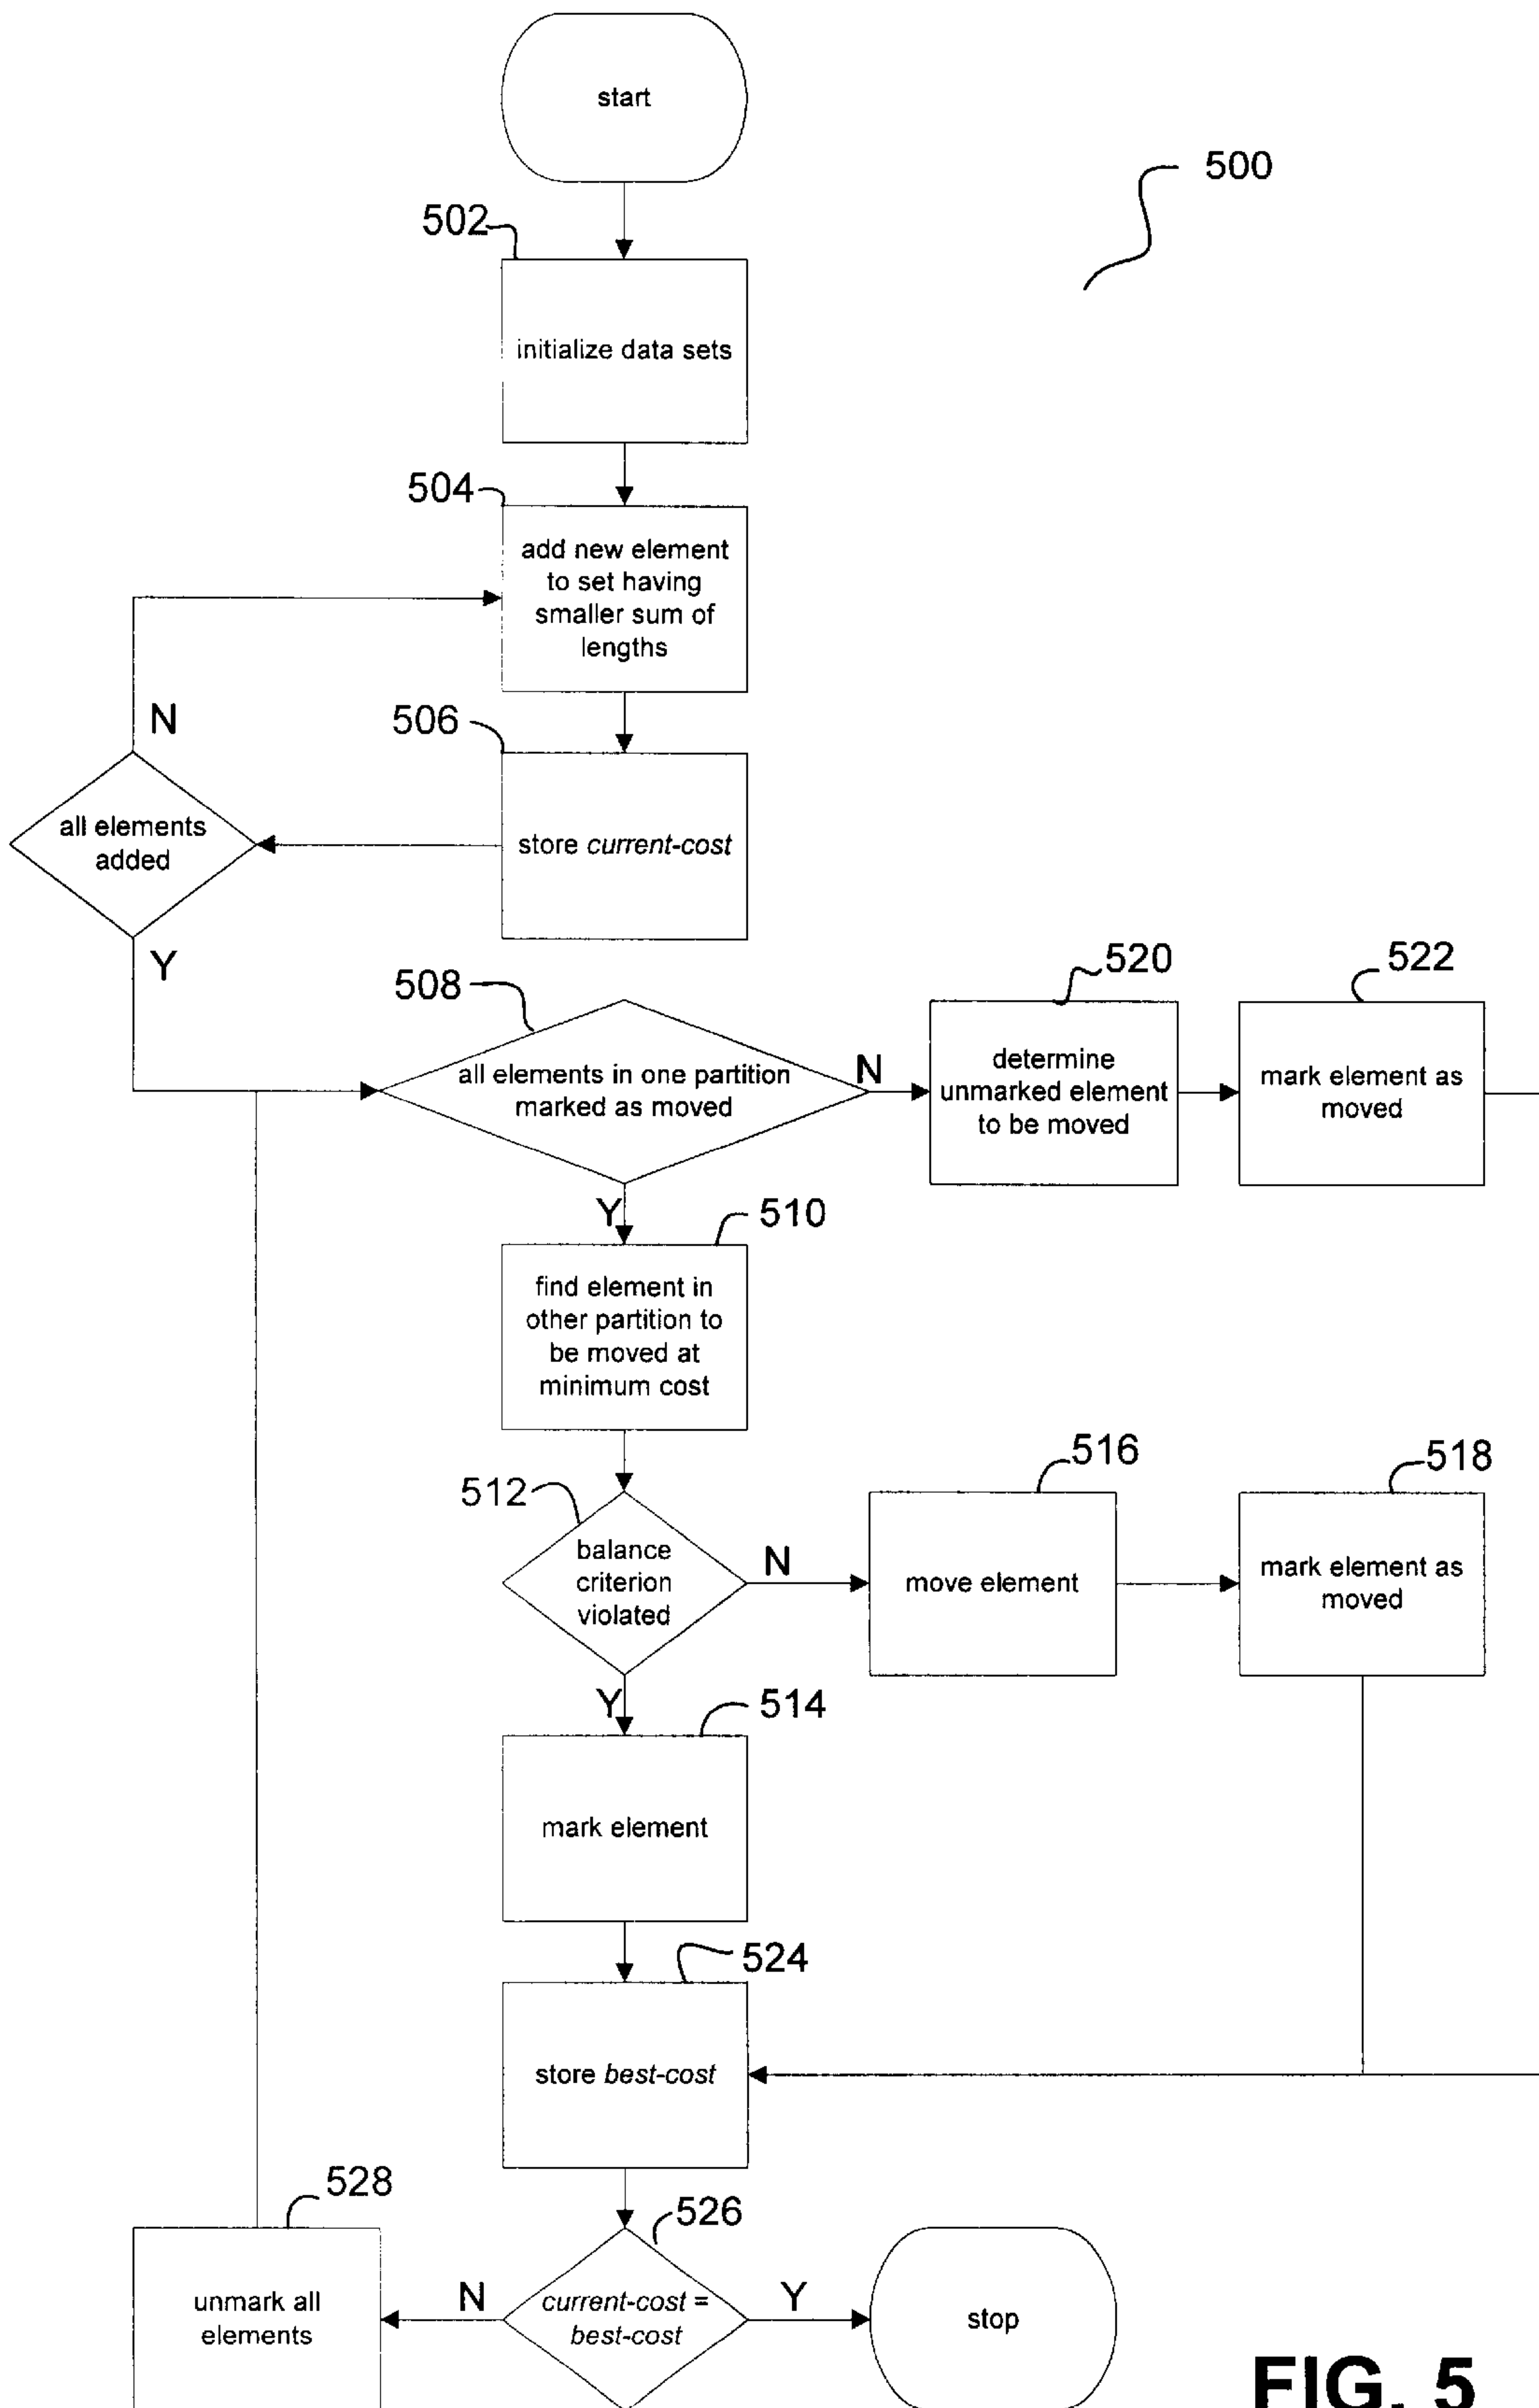 start
500
502
initialize data sets
504
add new element
to set having
smaller sum of
lengths
N
506
all elements
added
store current-cost
Y
508
520
522
all elements in one partition
marked as moved
N
determine
unmarked element
to be moved
mark element as
moved
Y
510
find element in
other partition to
be moved at
minimum cost
512
516
518
balance
criterion
violated
N
move element
mark element as
moved
Y
514
mark element
524
store best-cost
528
526
unmark all
elements
N
current-cost =
best-cost
Y
stop
FIG. 5